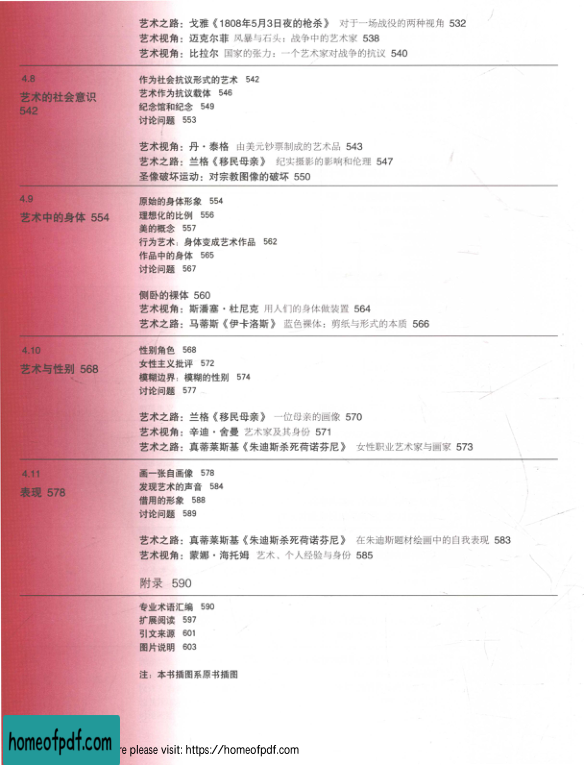 艺术之路：戈雅《1808年5月3日夜的枪杀》 对于一场战役的两种视角 532
艺术视角：迈克尔菲 风暴与石头：战争中的艺术家 538
艺术视角：比拉尔 国家的张力：一个艺术家对战争的抗议 540
4.8
艺术的社会意识
542
作为社会抗议形式的艺术 542
艺术作为抗议载体 546
纪念馆和纪念 549
讨论问题 553
艺术视角：丹·泰格 由美元钞票制成的艺术品 543
艺术之路：兰格《移民母亲》 纪实摄影的影响和伦理 547
圣像破坏运动：对宗教图像的破坏 550
4.9
艺术中的身体 554
原始的身体形象 554
理想化的比例 556
美的概念 557
行为艺术：身体变成艺术作品 562
作品中的身体 565
讨论问题 567
侧卧的裸体 560
艺术视角：斯潘塞·杜尼克 用人们的身体做装置 564
艺术之路：马蒂斯《伊卡洛斯》 蓝色裸体：剪纸与形式的本质 566
4.10
艺术与性别 568
性别角色 568
女性主义批评 572
模糊边界：模糊的性别 574
讨论问题 577
艺术之路：兰格《移民母亲》 一位母亲的画像 570
艺术视角：辛迪·舍曼 艺术家及其身份 571
艺术之路：真蒂莱斯基《朱迪斯杀死荷诺芬尼》 女性职业艺术家与画家 573
4.11
表现 578
画一张自画像 578
发现艺术的声音 584
借用的形象 588
讨论问题 589
艺术之路：真蒂莱斯基《朱迪斯杀死荷诺芬尼》 在朱迪斯题材绘画中的自我表现 583
艺术视角：蒙娜·海托姆 艺术、个人经验与身份 585
附录 590
专业术语汇编 590
扩展阅读 597
引文来源 601
图片说明 603
注：本书插图系原书插图
homeofpdf.com
re please visit: https://homeofpdf.com